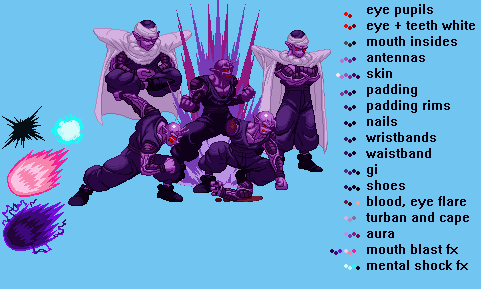 eye pupils
eye + teeth white
mouth insides
antennas
skin
padding
padding rims
nails
wristbands
waistband
gi
shoes
blood, eye flare
turban and cape
aura
mouth blast fx
mental shock fx